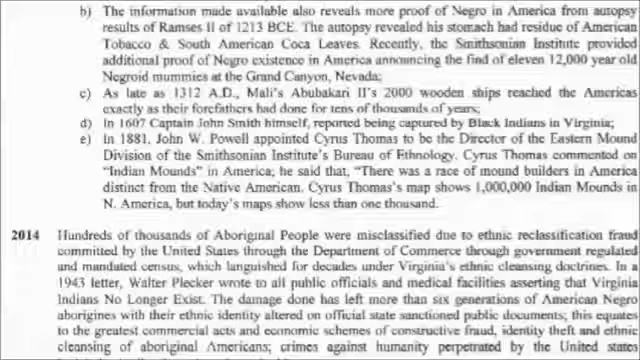 b) The information made available also reveals more proof of Negro in America from autopsy
results of Ramses II of 1213 BCE. The autopsy revealed his stomach had residue of American
Tobacco & South American Coca Leaves. Recently, the Smithsonian Institute provided
additional proof of Negro existence in America announcing the find of eleven 12,000 year old
Negroid mummies at the Grand Canyon, Nevada;
c) As late as 1312 A.D., Mali's Abubakari II's 2000 wooden ships reached the Americas
exactly as their forefathers had done for tens of thousands of years;
d) In 1607 Captain John Smith himself, reported being captured by Black Indians in Virginia;
e) In 1881, John W. Powell appointed Cyrus Thomas to be the Director of the Eastern Mound
Division of the Smithsonian Institute's Bureau of Ethnology. Cyrus Thomas commented on
"Indian Mounds" in America; he said that, "There was a race of mound builders in America
distinct from the Native American. Cyrus Thomas's map shows 1,000,000 Indian Mounds in
N. America, but today's maps show less than one thousand.
2014 Hundreds of thousands of Aboriginal People were misclassified due to ethnic reclassification fraud
committed by the United States through the Department of Commerce through government regulated
and mandated census, which languished for decades under Virginia's ethnic cleansing doctrines. In a
1943 letter, Walter Plecker wrote to all public officials and medical facilities asserting that Virginia
Indians No Longer Exist. The damage done has left more than six generations of American Negro
aborigines with their ethnic identity altered on official state sanctioned public documents; this equates
to the greatest commercial acts and economic schemes of constructive fraud, identity theft and ethnic
cleansing of aboriginal Americans; crimes against humanity perpetrated by the United states